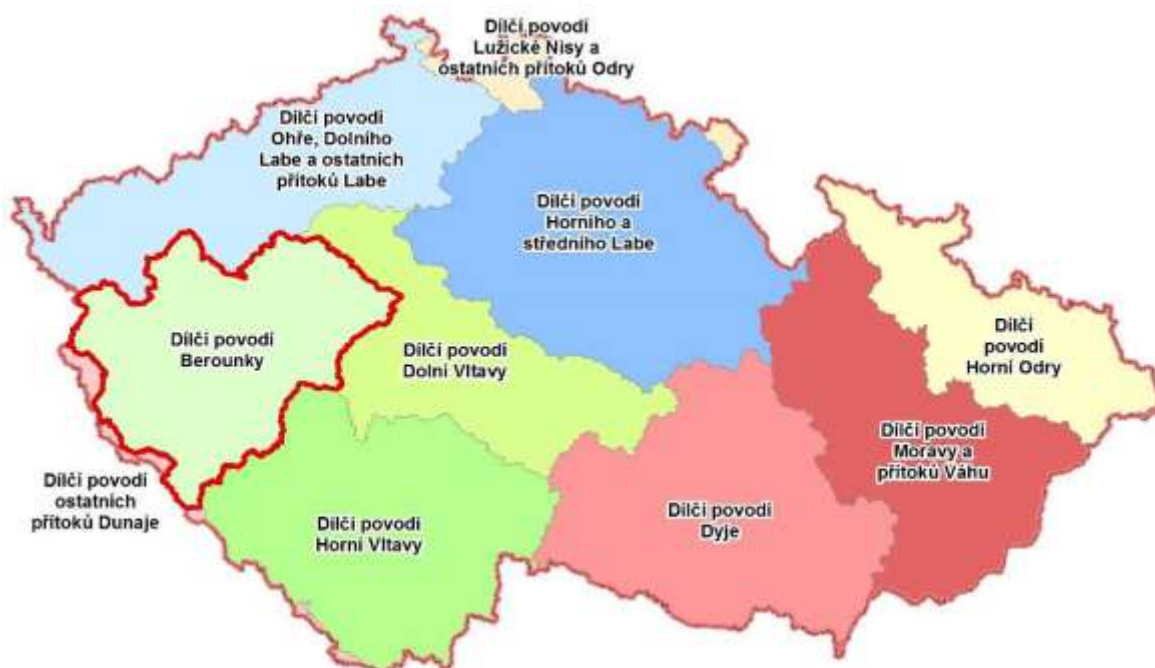 Dílčí povodí
Lužické Nisy a
ostatních přítoků Odry
Dílčí povodí
Ohře, Dolního
Labe a ostatních
přítoků Labe
Dílčí povodí
Horního a
středního Labe
Dílčí povodí
Berounky
Dílčí povodí
Dolní Vltavy
Dílčí
povodí
Horní Odry
Dílčí povodí
Moravy a
přítoků Váhu
Dílčí povodí
ostatních
přítoků Dunaje
Dílčí povodí
Horní Vltavy
Dílčí povodí
Dyje